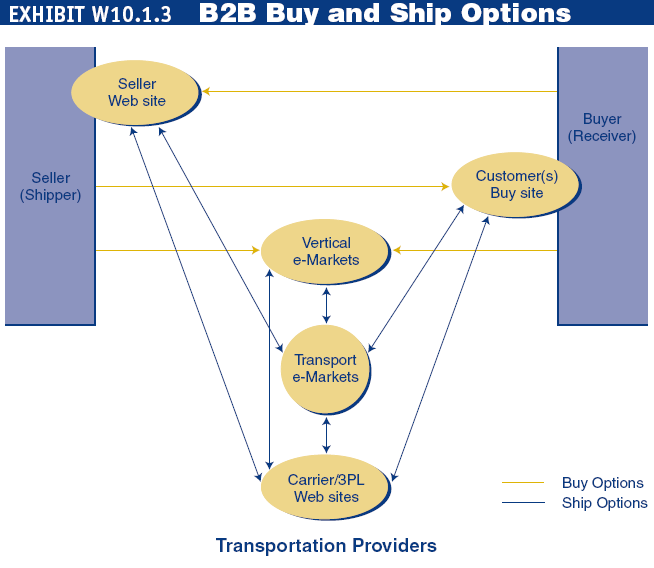 EXHIBIT W10.1.3 B2B Buy and Ship Options
Seller
Web site
Buyer
(Receiver)
Seller
(Shipper)
Customer(s)
Buy site
Vertical
e-Markets
Transport
e-Markets
Carrier/3PL
Web sites
Buy Options
Ship Options
Transportation Providers